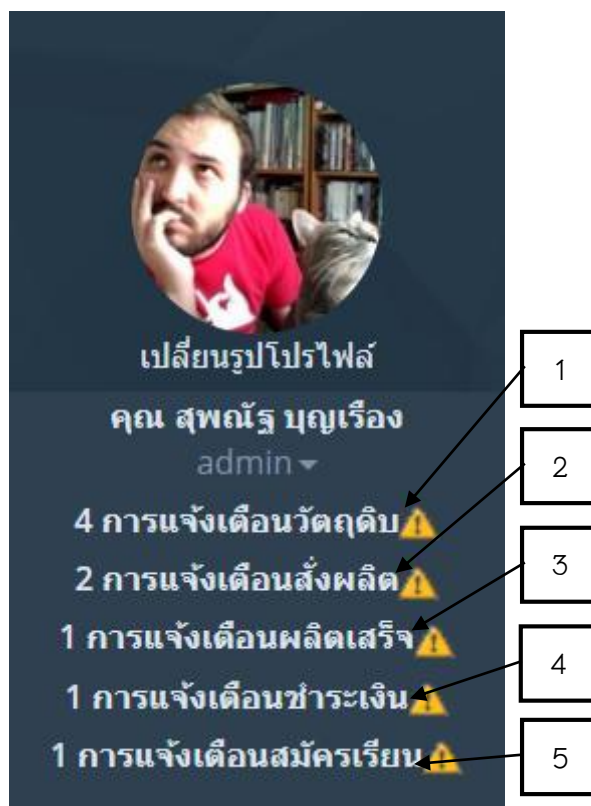 เปลี่ยนรูปโปรไฟล์
คุณ สุพณัฐ บุญเรือง
admin
4 การแจ้งเตือนวัตถุดิบ
2 การแจ้งเตือนสั่งผลิต
1 การแจ้งเตือนผลิตเสร็จ
1 การแจ้งเตือนชำระเงิน
1 การแจ้งเตือนสมัครเรียน
1
2
3
4
5